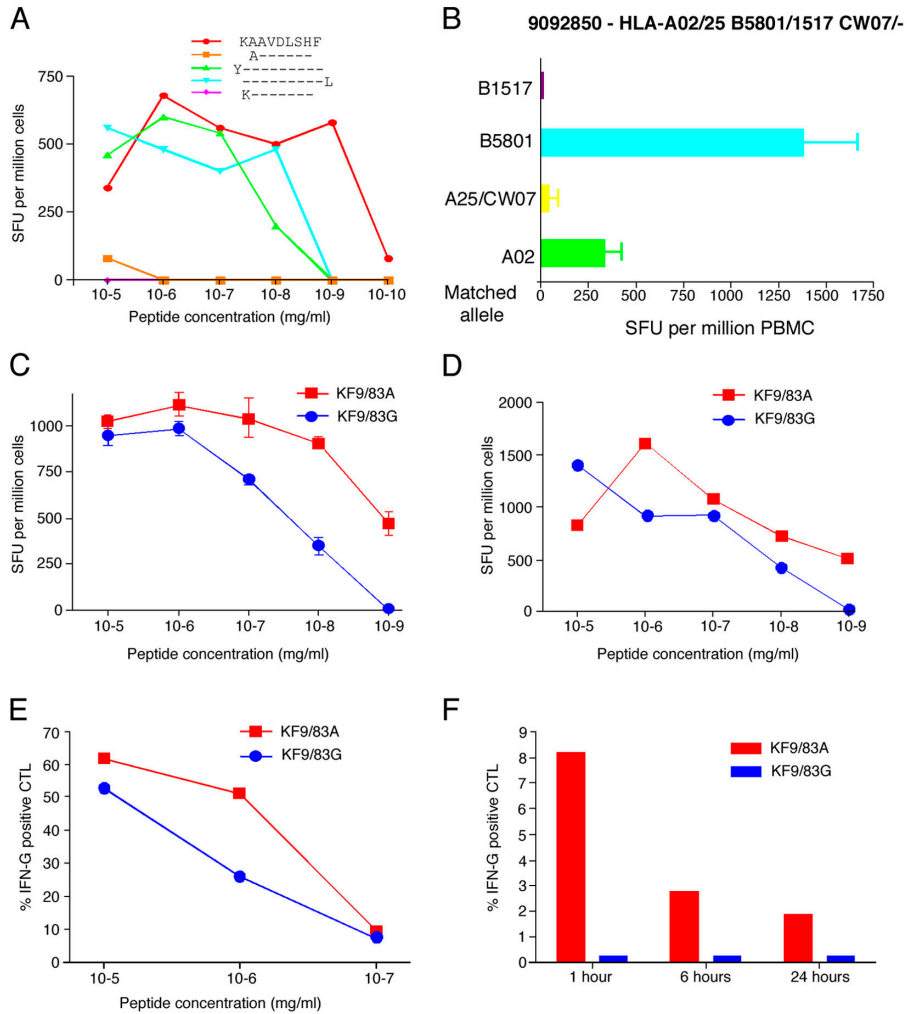 A
KAAVDLSHF
A------
Y---------
---------L
K-------
750
500
250
0
SFU per million cells
10-5 10-6 10-7 10-8 10-9 10-10
Peptide concentration (mg/ml)
B
9092850 - HLA-A02/25 B5801/1517 CW07/-
B1517
B5801
A25/CW07
A02
Matched allele
0 250 500 750 1000 1250 1500 1750
SFU per million PBMC
C
KF9/83A
KF9/83G
1000
750
500
250
0
SFU per million cells
10-5 10-6 10-7 10-8 10-9
Peptide concentration (mg/ml)
D
KF9/83A
KF9/83G
2000
1500
1000
500
0
SFU per million cells
10-5 10-6 10-7 10-8 10-9
Peptide concentration (mg/ml)
E
KF9/83A
KF9/83G
70
60
50
40
30
20
10
0
% IFN-G positive CTL
10-5 10-6 10-7
Peptide concentration (mg/ml)
F
KF9/83A
KF9/83G
9
8
7
6
5
4
3
2
1
0
% IFN-G positive CTL
1 hour 6 hours 24 hours